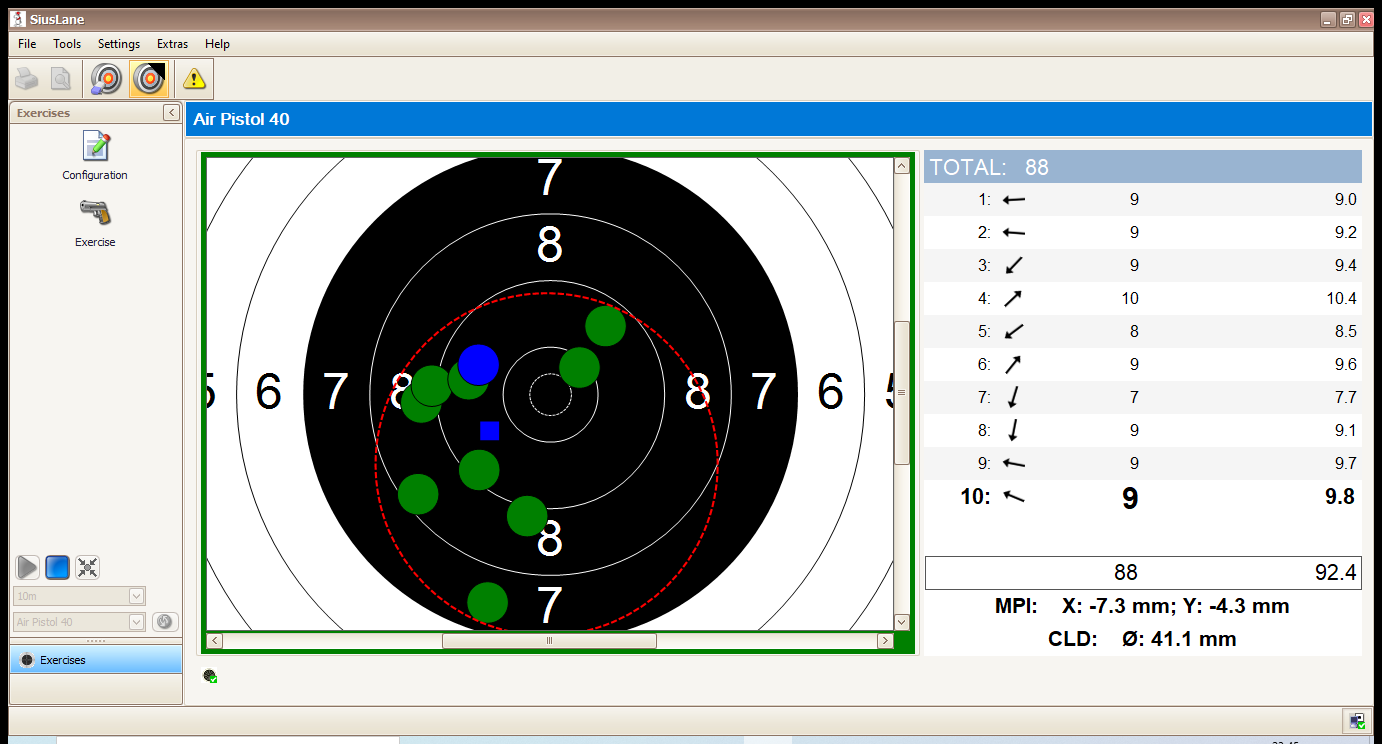 SiusLane
File Tools Settings Extras Help
Exercises
Configuration
Exercise
10m
Air Pistol 40
Exercises
Air Pistol 40
7
8
6 7 8 8 7 6
8
7
TOTAL: 88
1: 9 9.0
2: 9 9.2
3: 9 9.4
4: 10 10.4
5: 8 8.5
6: 9 9.6
7: 7 7.7
8: 9 9.1
9: 9 9.7
10: 9 9.8
88 92.4
MPI: X: -7.3 mm; Y: -4.3 mm
CLD: Ø: 41.1 mm